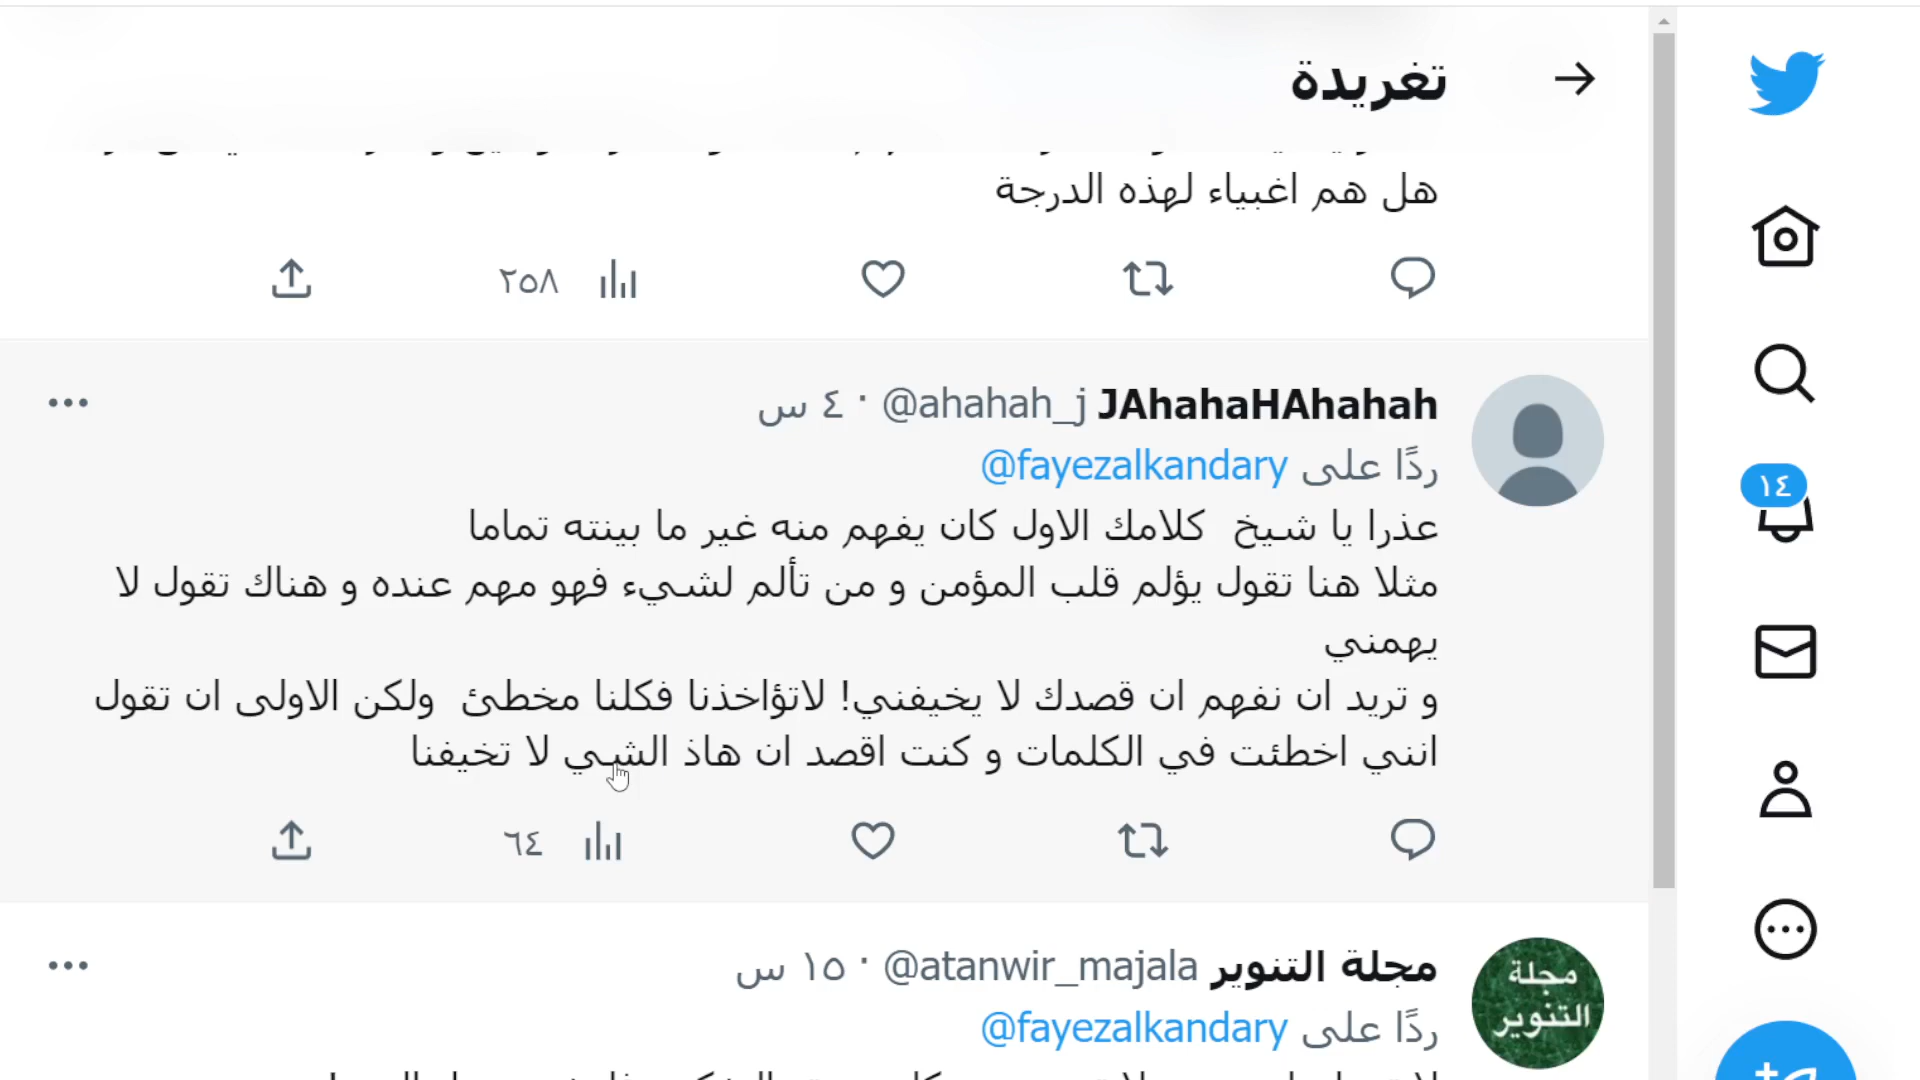 تغريدة
هل هم اغبياء لهذه الدرجة
٢٥٨
JAhahaHAhahah @ahahah_j · ٤ س
ردًا على @fayezalkandary
عذرا يا شيخ كلامك الاول كان يفهم منه غير ما بينته تماما
مثلا هنا تقول يؤلم قلب المؤمن و من تألم لشيء فهو مهم عنده و هناك تقول لا
يهمني
و تريد ان نفهم ان قصدك لا يخيفني! لاتؤاخذنا فكلنا مخطئ ولكن الاولى ان تقول
انني اخطئت في الكلمات و كنت اقصد ان هاذ الشي لا تخيفنا
٦٤
مجلة التنوير @atanwir_majala · ١٥ س
ردًا على @fayezalkandary
مجلة
التنوير
١٤